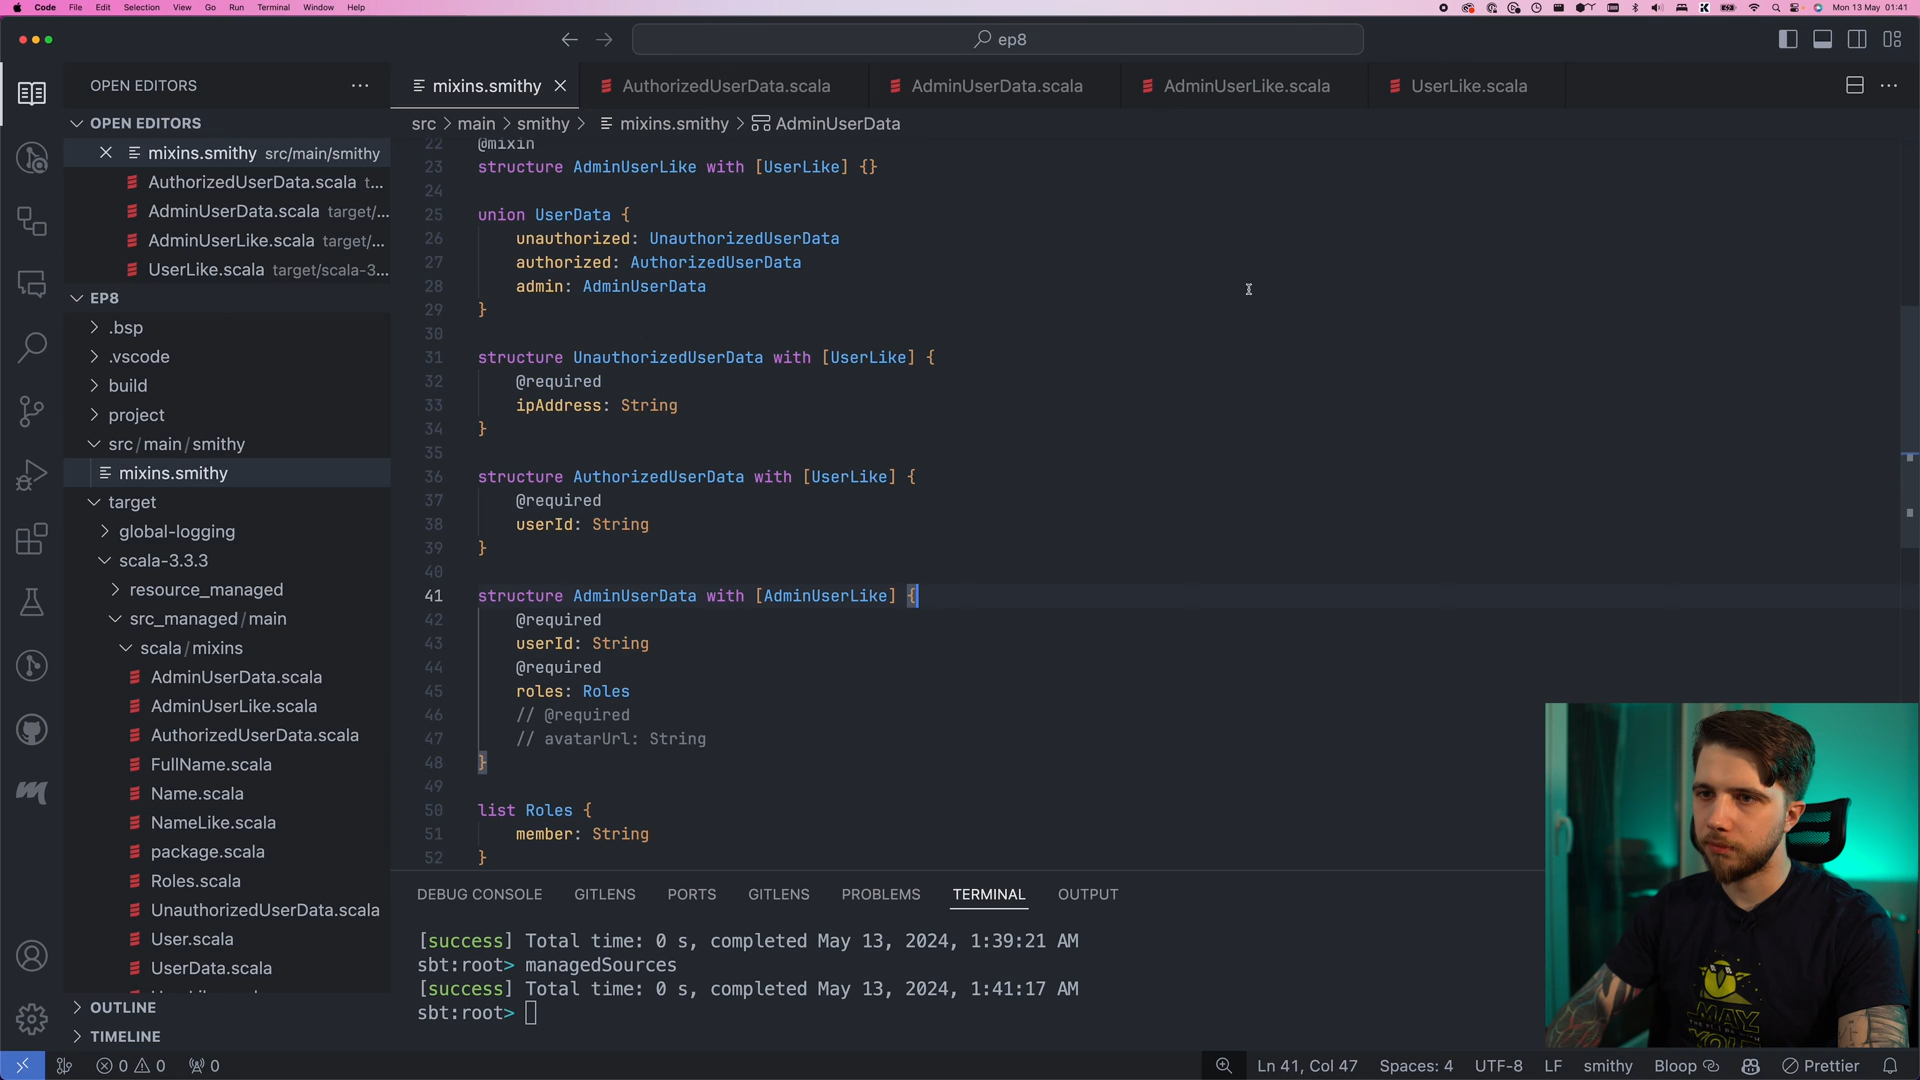 Code File Edit Selection View Go Run Terminal Window Help
Mon 13 May 01:41
ep8
OPEN EDITORS
mixins.smithy
AuthorizedUserData.scala
AdminUserData.scala
AdminUserLike.scala
UserLike.scala
OPEN EDITORS
src > main > smithy > mixins.smithy > AdminUserData
mixins.smithy src/main/smithy
AuthorizedUserData.scala t...
AdminUserData.scala target/...
AdminUserLike.scala target/...
UserLike.scala target/scala-3...
EP8
.bsp
.vscode
build
project
src/main/smithy
mixins.smithy
target
global-logging
scala-3.3.3
resource_managed
src_managed/main
scala/mixins
AdminUserData.scala
AdminUserLike.scala
AuthorizedUserData.scala
FullName.scala
Name.scala
NameLike.scala
package.scala
Roles.scala
UnauthorizedUserData.scala
User.scala
UserData.scala
OUTLINE
TIMELINE
22 @mixin
23 structure AdminUserLike with [UserLike] {}
24
25 union UserData {
26 unauthorized: UnauthorizedUserData
27 authorized: AuthorizedUserData
28 admin: AdminUserData
29 }
30
31 structure UnauthorizedUserData with [UserLike] {
32 @required
33 ipAddress: String
34 }
35
36 structure AuthorizedUserData with [UserLike] {
37 @required
38 userId: String
39 }
40
41 structure AdminUserData with [AdminUserLike] {
42 @required
43 userId: String
44 @required
45 roles: Roles
46 // @required
47 // avatarUrl: String
48 }
49
50 list Roles {
51 member: String
52 }
DEBUG CONSOLE GITLENS PORTS GITLENS PROBLEMS TERMINAL OUTPUT
[success] Total time: 0 s, completed May 13, 2024, 1:39:21 AM
sbt:root> managedSources
[success] Total time: 0 s, completed May 13, 2024, 1:41:17 AM
sbt:root>
MAY
YOU
0 0 0
Ln 41, Col 47 Spaces: 4 UTF-8 LF smithy Bloop Prettier